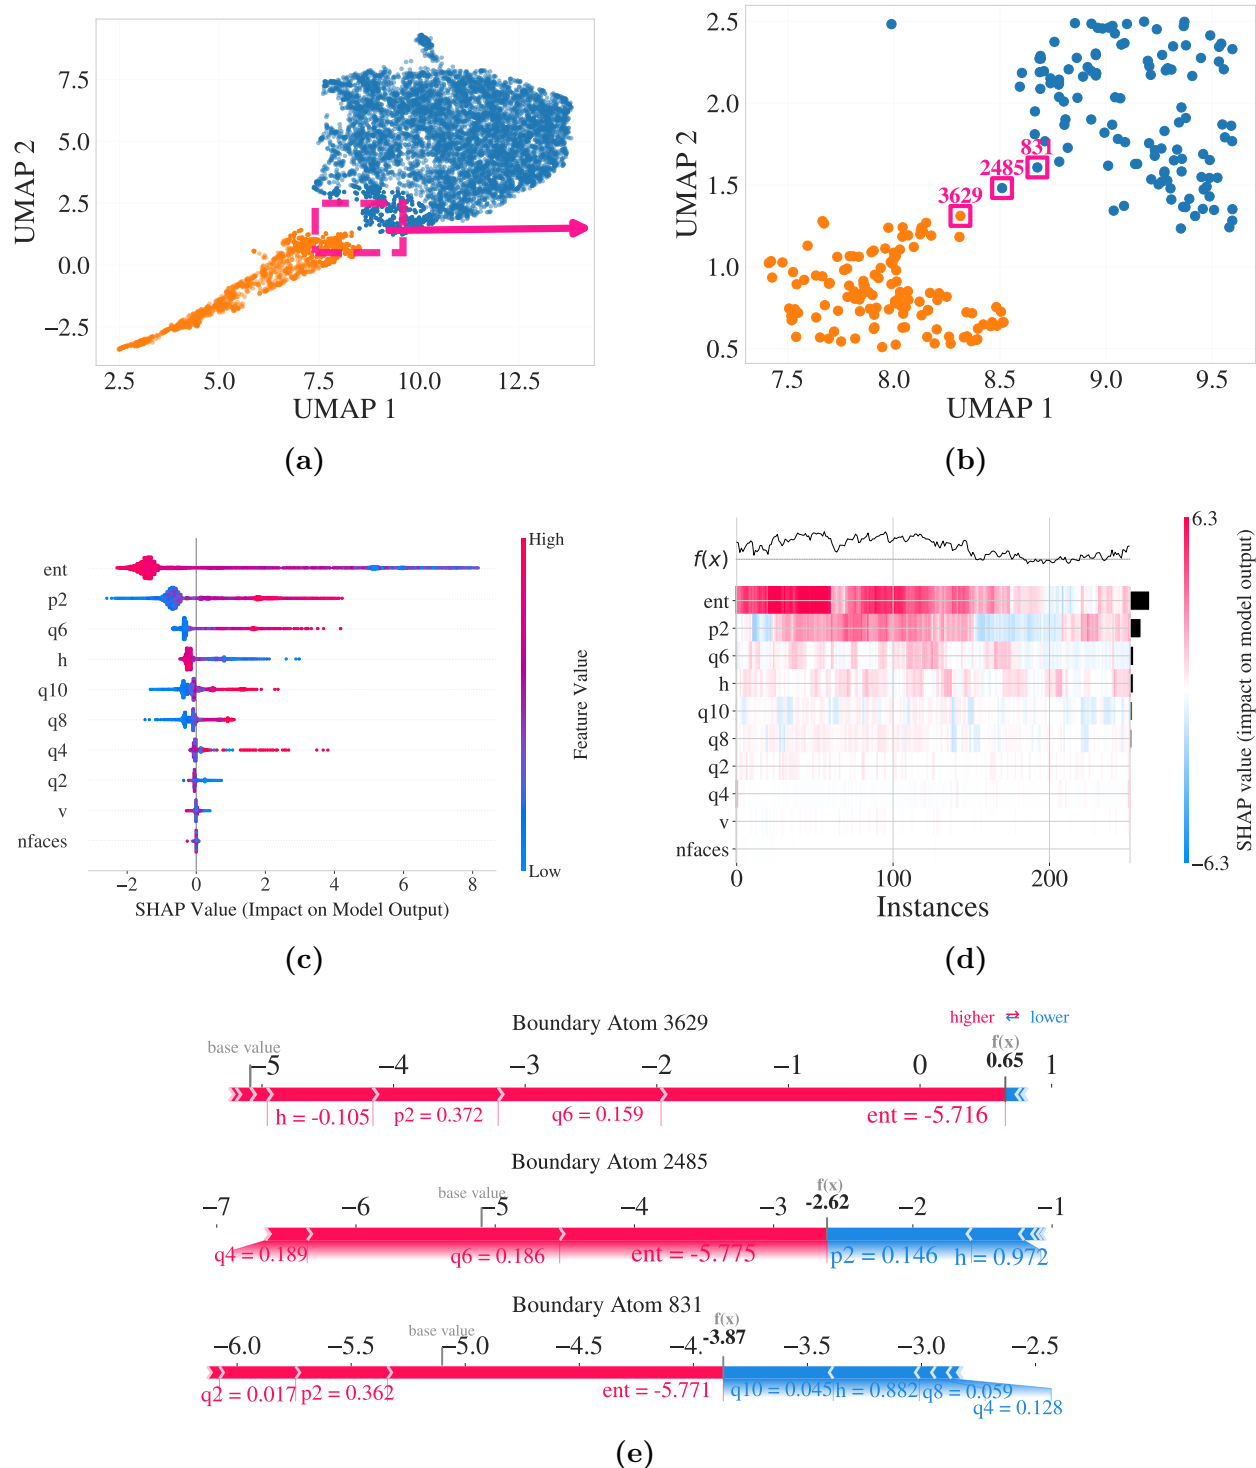 7.5
5.0
2.5
0.0
−2.5
UMAP 2
2.5
5.0
7.5
10.0
12.5
UMAP 1
(a)
2.5
2.0
1.5
1.0
0.5
UMAP 2
831
2485
3629
7.5
8.0
8.5
9.0
9.5
UMAP 1
(b)
ent
p2
q6
h
q10
q8
q4
q2
v
nfaces
−2
0
2
4
6
8
SHAP Value (Impact on Model Output)
High
Low
Feature Value
(c)
f(x)
ent
p2
q6
h
q10
q8
q2
q4
v
nfaces
0
100
200
Instances
6.3
−6.3
SHAP value (impact on model output)
(d)
Boundary Atom 3629
higher ⇄ lower
base value
f(x)
−5 −4 −3 −2 −1 0 0.65 1
h = -0.105 p2 = 0.372 q6 = 0.159 ent = -5.716
Boundary Atom 2485
base value
f(x)
−7 −6 −5 −4 −3 -2.62 −2 −1
q4 = 0.189 q6 = 0.186 ent = -5.775 p2 = 0.146 h = 0.972
Boundary Atom 831
base value
f(x)
−6.0 −5.5 −5.0 −4.5 −4.0 -3.87 −3.5 −3.0 −2.5
q2 = 0.017 p2 = 0.362 ent = -5.771 q10 = 0.045 h = 0.882 q8 = 0.059
q4 = 0.128
(e)